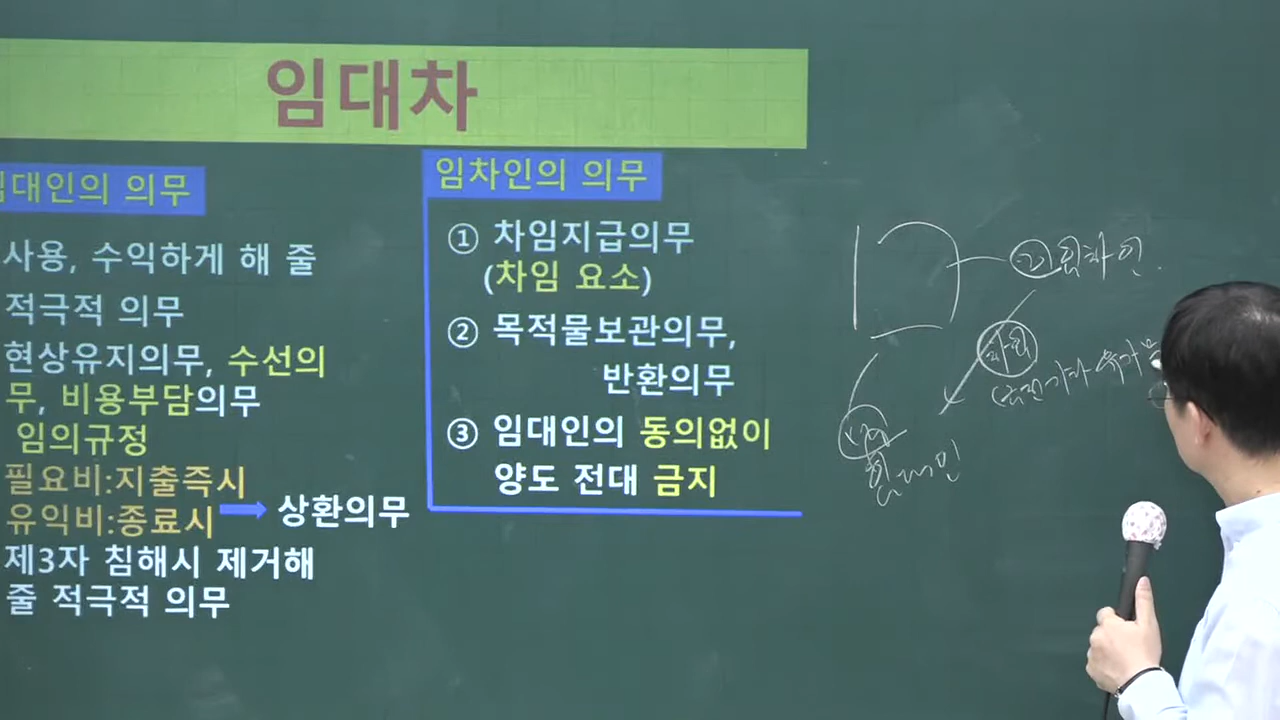 임대차
대인의 의무
사용, 수익하게 해 줄
적극적 의무
현상유지의무, 수선의
무, 비용부담의무
임의규정
필요비:지출즉시
유익비:종료시
상환의무
제3자 침해시 제거해
줄 적극적 의무
임차인의 의무
① 차임지급의무
(차임 요소)
② 목적물보관의무,
반환의무
③ 임대인의 동의없이
양도 전대 금지
임차인
차임
임대인